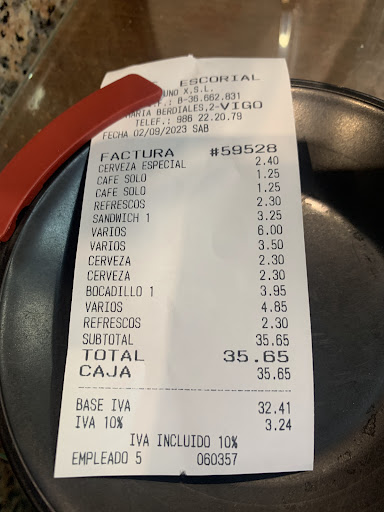 ESCORIAL
UNO X,S.L.
.F.: B-36.662.831
MARIA BERDIALES,2-VIGO
TELEF.: 986 22.20.79
FECHA 02/09/2023 SAB
FACTURA #59528
CERVEZA ESPECIAL 2.40
CAFE SOLO 1.25
CAFE SOLO 1.25
REFRESCOS 2.30
SANDWICH 1 3.25
VARIOS 6.00
VARIOS 3.50
CERVEZA 2.30
CERVEZA 2.30
BOCADILLO 1 3.95
VARIOS 4.85
REFRESCOS 2.30
SUBTOTAL 35.65
TOTAL 35.65
CAJA 35.65
BASE IVA 32.41
IVA 10% 3.24
IVA INCLUIDO 10%
EMPLEADO 5 060357